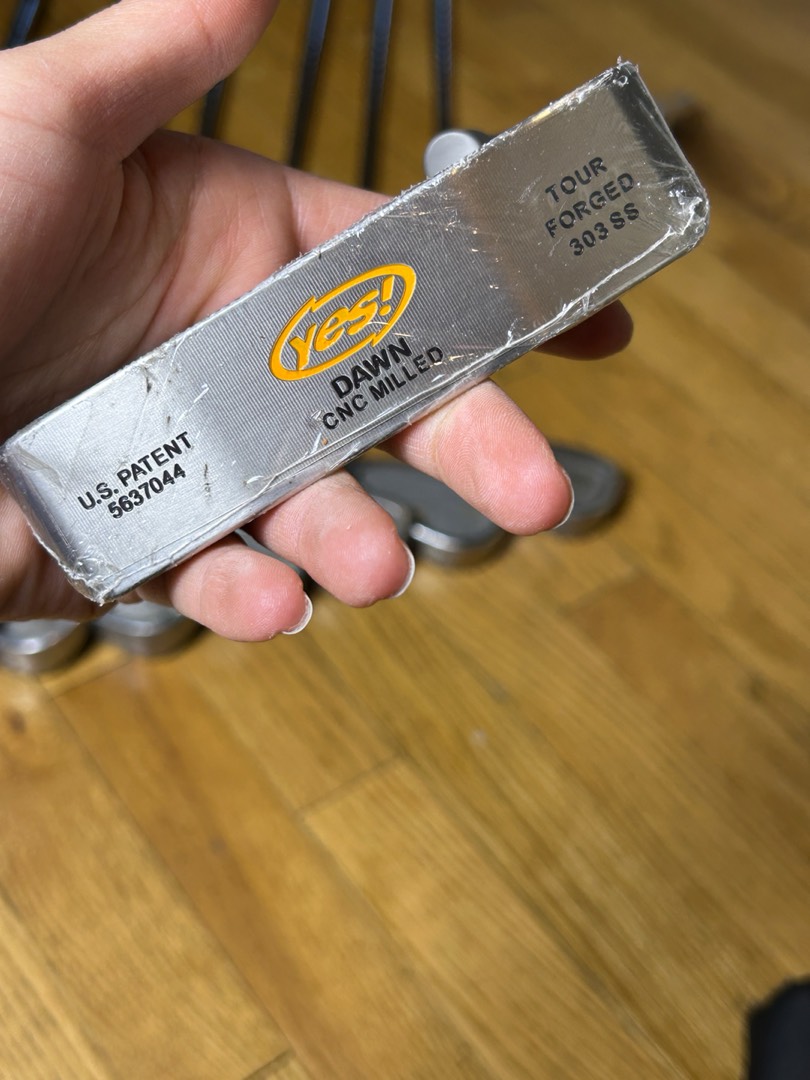 U.S. PATENT
5637044
yes!
DAWN
CNC MILLED
TOUR
FORGED
303 SS